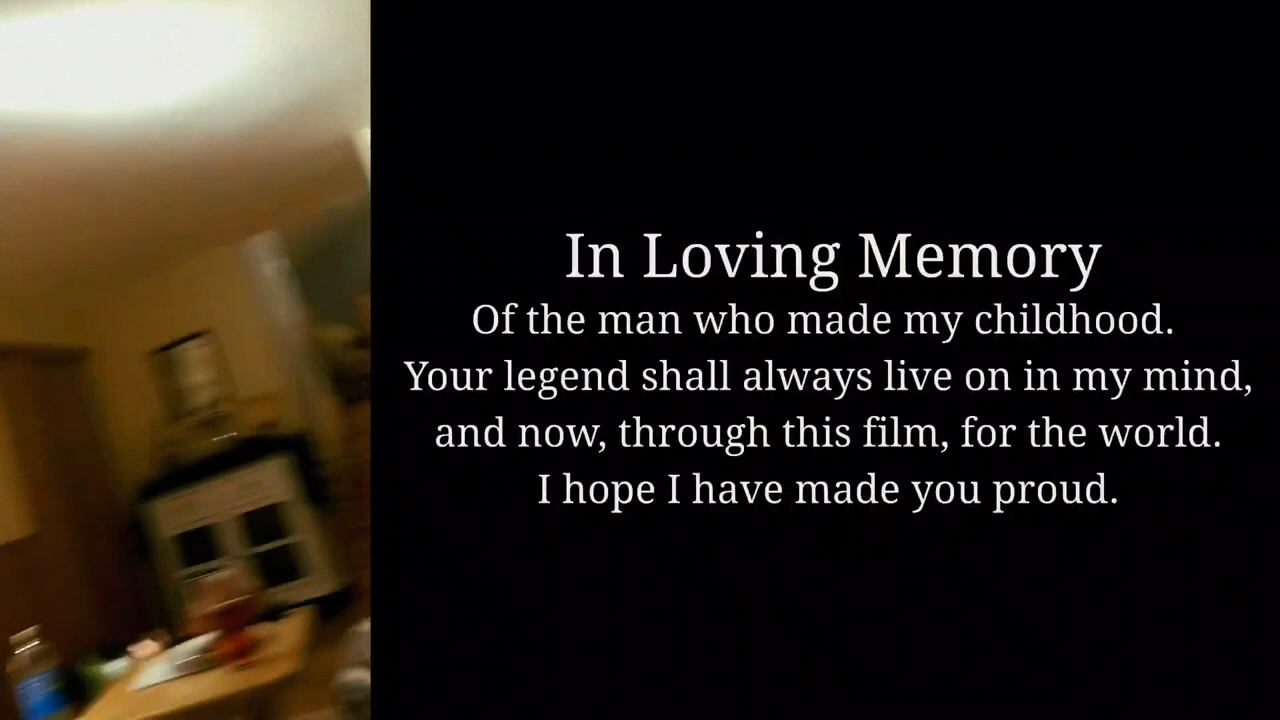 In Loving Memory
Of the man who made my childhood.
Your legend shall always live on in my mind,
and now, through this film, for the world.
I hope I have made you proud.